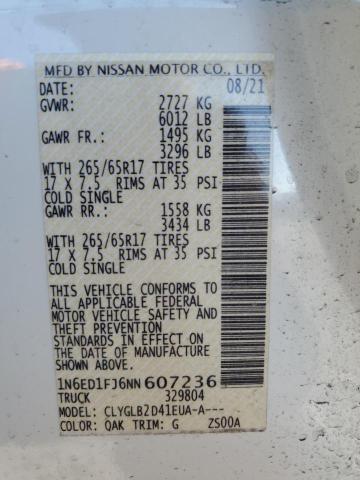 MFD BY NISSAN MOTOR CO., LTD.
DATE: 08/21
GVWR: 2727 KG
6012 LB
GAWR FR.: 1495 KG
3296 LB
WITH 265/65R17 TIRES
17 X 7.5 RIMS AT 35 PSI
COLD SINGLE
GAWR RR.: 1558 KG
3434 LB
WITH 265/65R17 TIRES
17 X 7.5 RIMS AT 35 PSI
COLD SINGLE
THIS VEHICLE CONFORMS TO
ALL APPLICABLE FEDERAL
MOTOR VEHICLE SAFETY AND
AND THEFT PREVENTION
STANDARDS IN EFFECT ON
THE DATE OF MANUFACTURE
SHOWN ABOVE.
1N6ED1FJ6NN607236
TRUCK 329804
MODEL: CLYGLB2D41EUA-A---
COLOR: QAK TRIM: G ZS00A